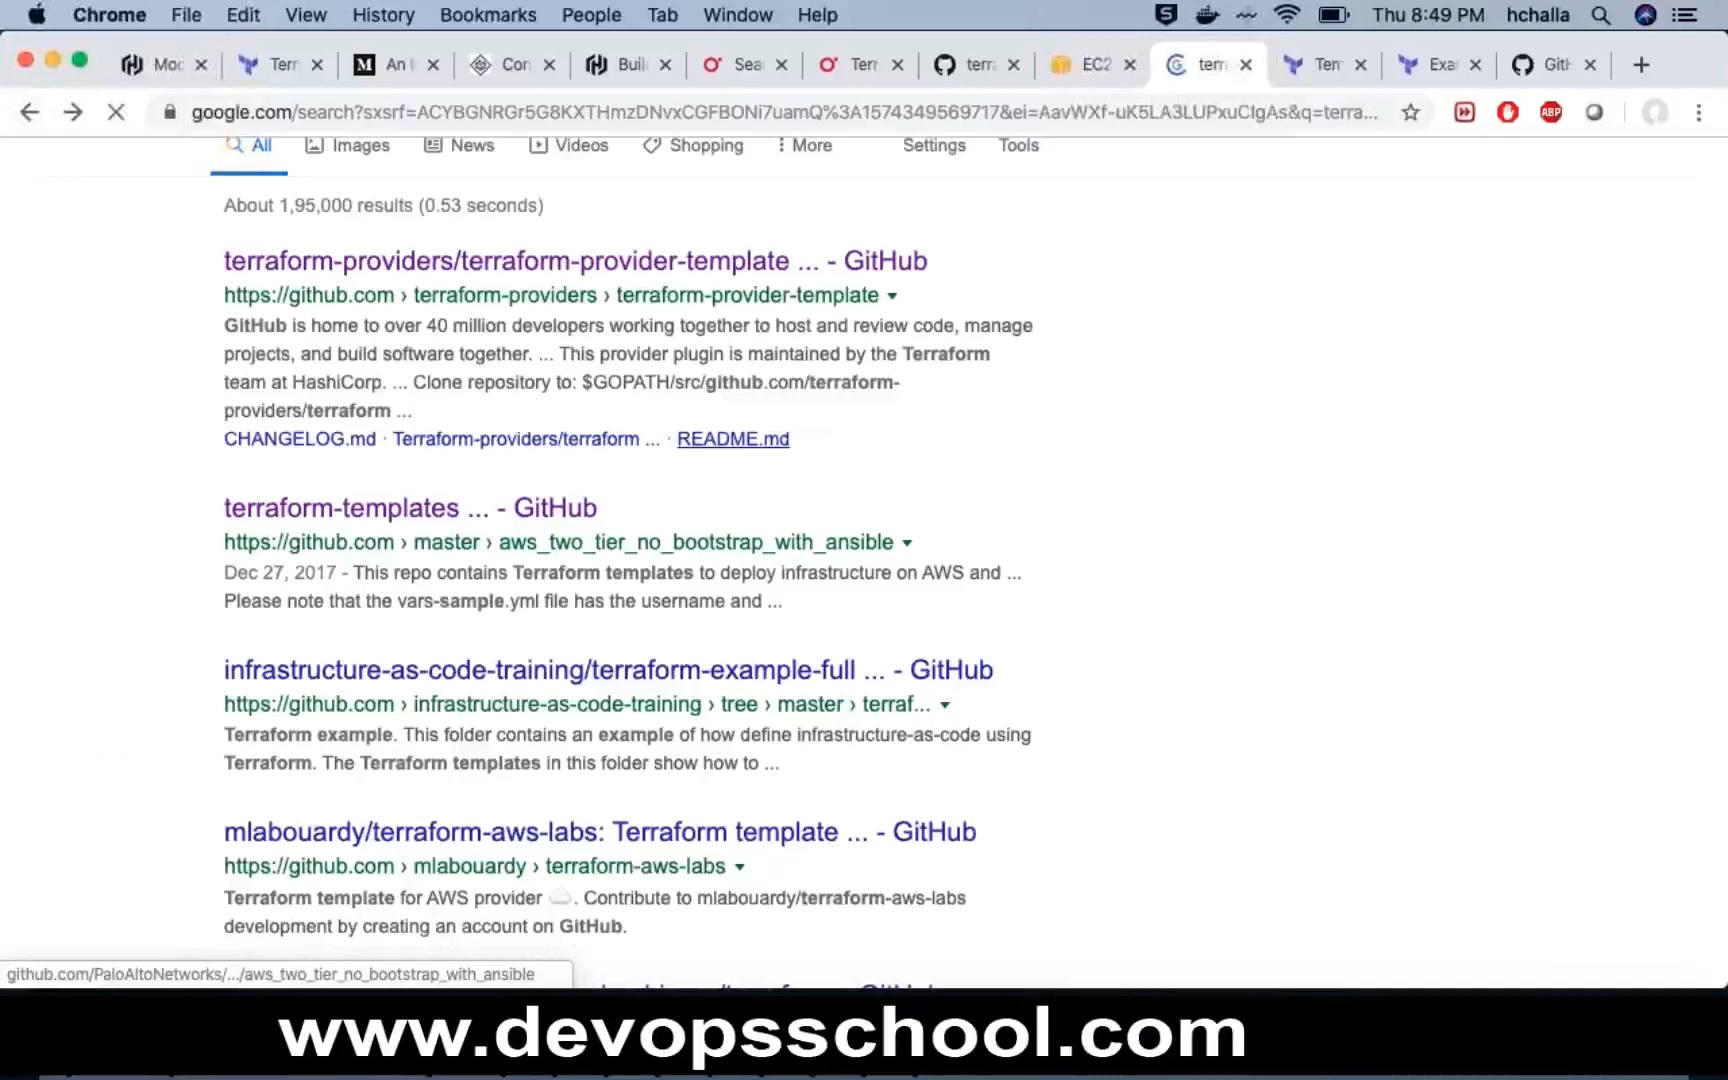 Chrome File Edit View History Bookmarks People Tab Window Help Thu 8:49 PM hchalla
Moc Terr An I Con Buil Sea Terr terra EC2 terra Terr Exa Gitl
google.com/search?sxsrf=ACYBGNRGr5G8KXTHmzDNvxCGFBONi7uamQ%3A1574349569717&ei=AavWXf-uK5LA3LUPxuCIgAs&q=terra...
All Images News Videos Shopping More Settings Tools
About 1,95,000 results (0.53 seconds)
terraform-providers/terraform-provider-template ... - GitHub
https://github.com › terraform-providers › terraform-provider-template
GitHub is home to over 40 million developers working together to host and review code, manage
projects, and build software together. ... This provider plugin is maintained by the Terraform
team at HashiCorp. ... Clone repository to: $GOPATH/src/github.com/terraform-
providers/terraform ...
CHANGELOG.md · Terraform-providers/terraform ... · README.md
terraform-templates ... - GitHub
https://github.com › master › aws_two_tier_no_bootstrap_with_ansible
Dec 27, 2017 - This repo contains Terraform templates to deploy infrastructure on AWS and ...
Please note that the vars-sample.yml file has the username and ...
infrastructure-as-code-training/terraform-example-full ... - GitHub
https://github.com › infrastructure-as-code-training › tree › master › terraf...
Terraform example. This folder contains an example of how define infrastructure-as-code using
Terraform. The Terraform templates in this folder show how to ...
mlabouardy/terraform-aws-labs: Terraform template ... - GitHub
https://github.com › mlabouardy › terraform-aws-labs
Terraform template for AWS provider ☁️. Contribute to mlabouardy/terraform-aws-labs
development by creating an account on GitHub.
github.com/PaloAltoNetworks/.../aws_two_tier_no_bootstrap_with_ansible
www.devopsschool.com